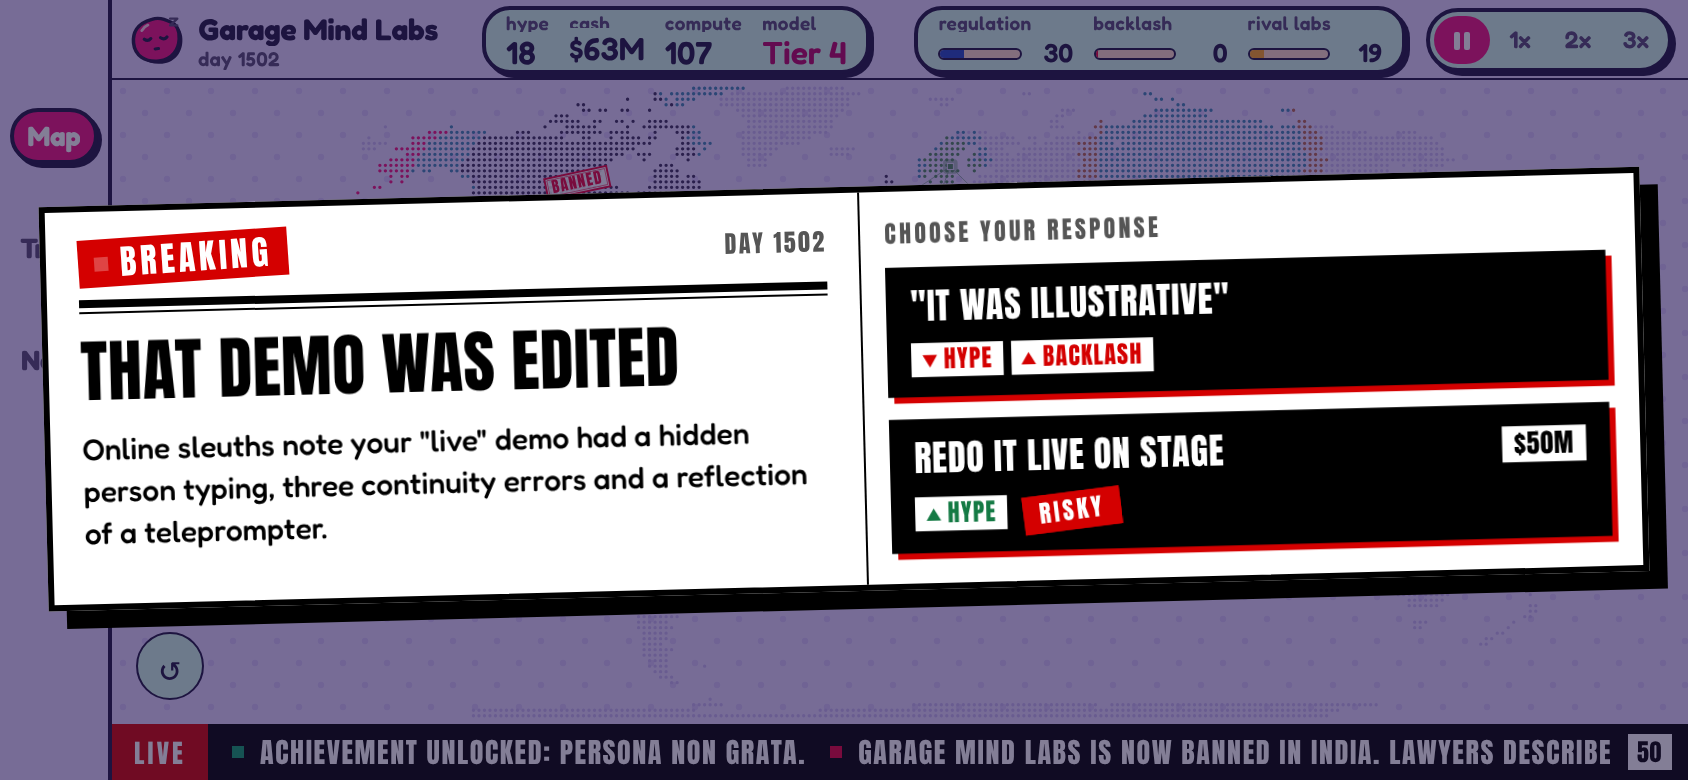 Garage Mind Labs
day 1502
hype cash compute model
18 $63M 107 Tier 4
regulation backlash rival labs
30 0 19
1x 2x 3x
Map
BANNED
BREAKING
DAY 1502
THAT DEMO WAS EDITED
Online sleuths note your "live" demo had a hidden
person typing, three continuity errors and a reflection
of a teleprompter.
CHOOSE YOUR RESPONSE
"IT WAS ILLUSTRATIVE"
▼ HYPE ▲ BACKLASH
REDO IT LIVE ON STAGE
$50M
▲ HYPE RISKY
LIVE ACHIEVEMENT UNLOCKED: PERSONA NON GRATA. GARAGE MIND LABS IS NOW BANNED IN INDIA. LAWYERS DESCRIBE 50